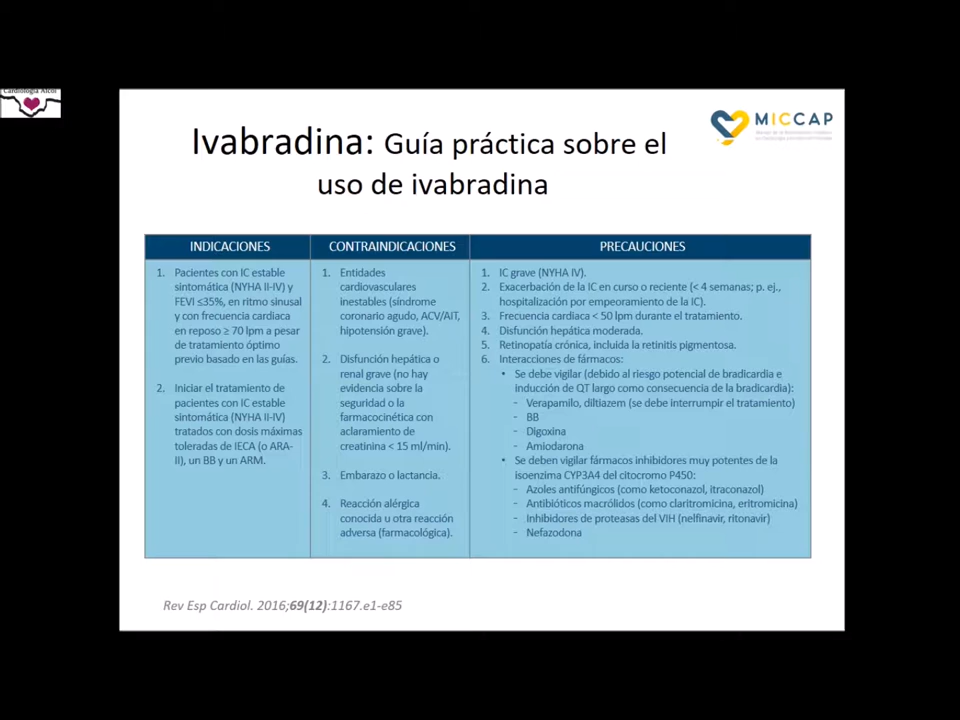 Cardiología Alcoi
MICCAP
Ivabradina: Guía práctica sobre el
uso de ivabradina
INDICACIONES
1. Pacientes con IC estable
sintomática (NYHA II-IV) y
FEVI ≤35%, en ritmo sinusal
y con frecuencia cardiaca
en reposo ≥ 70 lpm a pesar
de tratamiento óptimo
previo basado en las guías.
2. Iniciar el tratamiento de
pacientes con IC estable
sintomática (NYHA II-IV)
tratados con dosis máximas
toleradas de IECA (o ARA-
II), un BB y un ARM.
CONTRAINDICACIONES
1. Entidades
cardiovasculares
inestables (síndrome
coronario agudo, ACV/AIT,
hipotensión grave).
2. Disfunción hepática o
renal grave (no hay
evidencia sobre la
seguridad o la
farmacocinética con
aclaramiento de
creatinina < 15 ml/min).
3. Embarazo o lactancia.
4. Reacción alérgica
conocida u otra reacción
adversa (farmacológica).
PRECAUCIONES
1. IC grave (NYHA IV).
2. Exacerbación de la IC en curso o reciente (< 4 semanas; p. ej.,
hospitalización por empeoramiento de la IC).
3. Frecuencia cardiaca < 50 lpm durante el tratamiento.
4. Disfunción hepática moderada.
5. Retinopatía crónica, incluida la retinitis pigmentosa.
6. Interacciones de fármacos:
• Se debe vigilar (debido al riesgo potencial de bradicardia e
inducción de QT largo como consecuencia de la bradicardia):
- Verapamilo, diltiazem (se debe interrumpir el tratamiento)
- BB
- Digoxina
- Amiodarona
• Se deben vigilar fármacos inhibidores muy potentes de la
isoenzima CYP3A4 del citocromo P450:
- Azoles antifúngicos (como ketoconazol, itraconazol)
- Antibióticos macrólidos (como claritromicina, eritromicina)
- Inhibidores de proteasas del VIH (nelfinavir, ritonavir)
- Nefazodona
Rev Esp Cardiol. 2016;69(12):1167.e1-e85